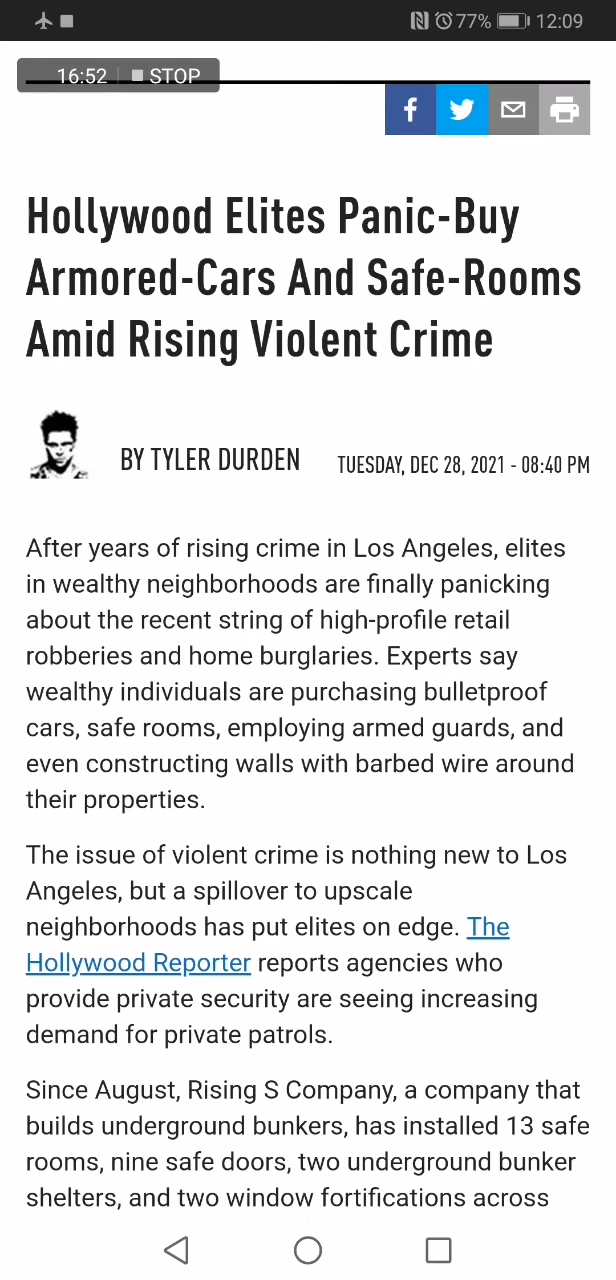 77% 12:09
16:52 STOP
Hollywood Elites Panic-Buy
Armored-Cars And Safe-Rooms
Amid Rising Violent Crime
BY TYLER DURDEN TUESDAY, DEC 28, 2021 - 08:40 PM
After years of rising crime in Los Angeles, elites
in wealthy neighborhoods are finally panicking
about the recent string of high-profile retail
robberies and home burglaries. Experts say
wealthy individuals are purchasing bulletproof
cars, safe rooms, employing armed guards, and
even constructing walls with barbed wire around
their properties.
The issue of violent crime is nothing new to Los
Angeles, but a spillover to upscale
neighborhoods has put elites on edge. The
Hollywood Reporter reports agencies who
provide private security are seeing increasing
demand for private patrols.
Since August, Rising S Company, a company that
builds underground bunkers, has installed 13 safe
rooms, nine safe doors, two underground bunker
shelters, and two window fortifications across